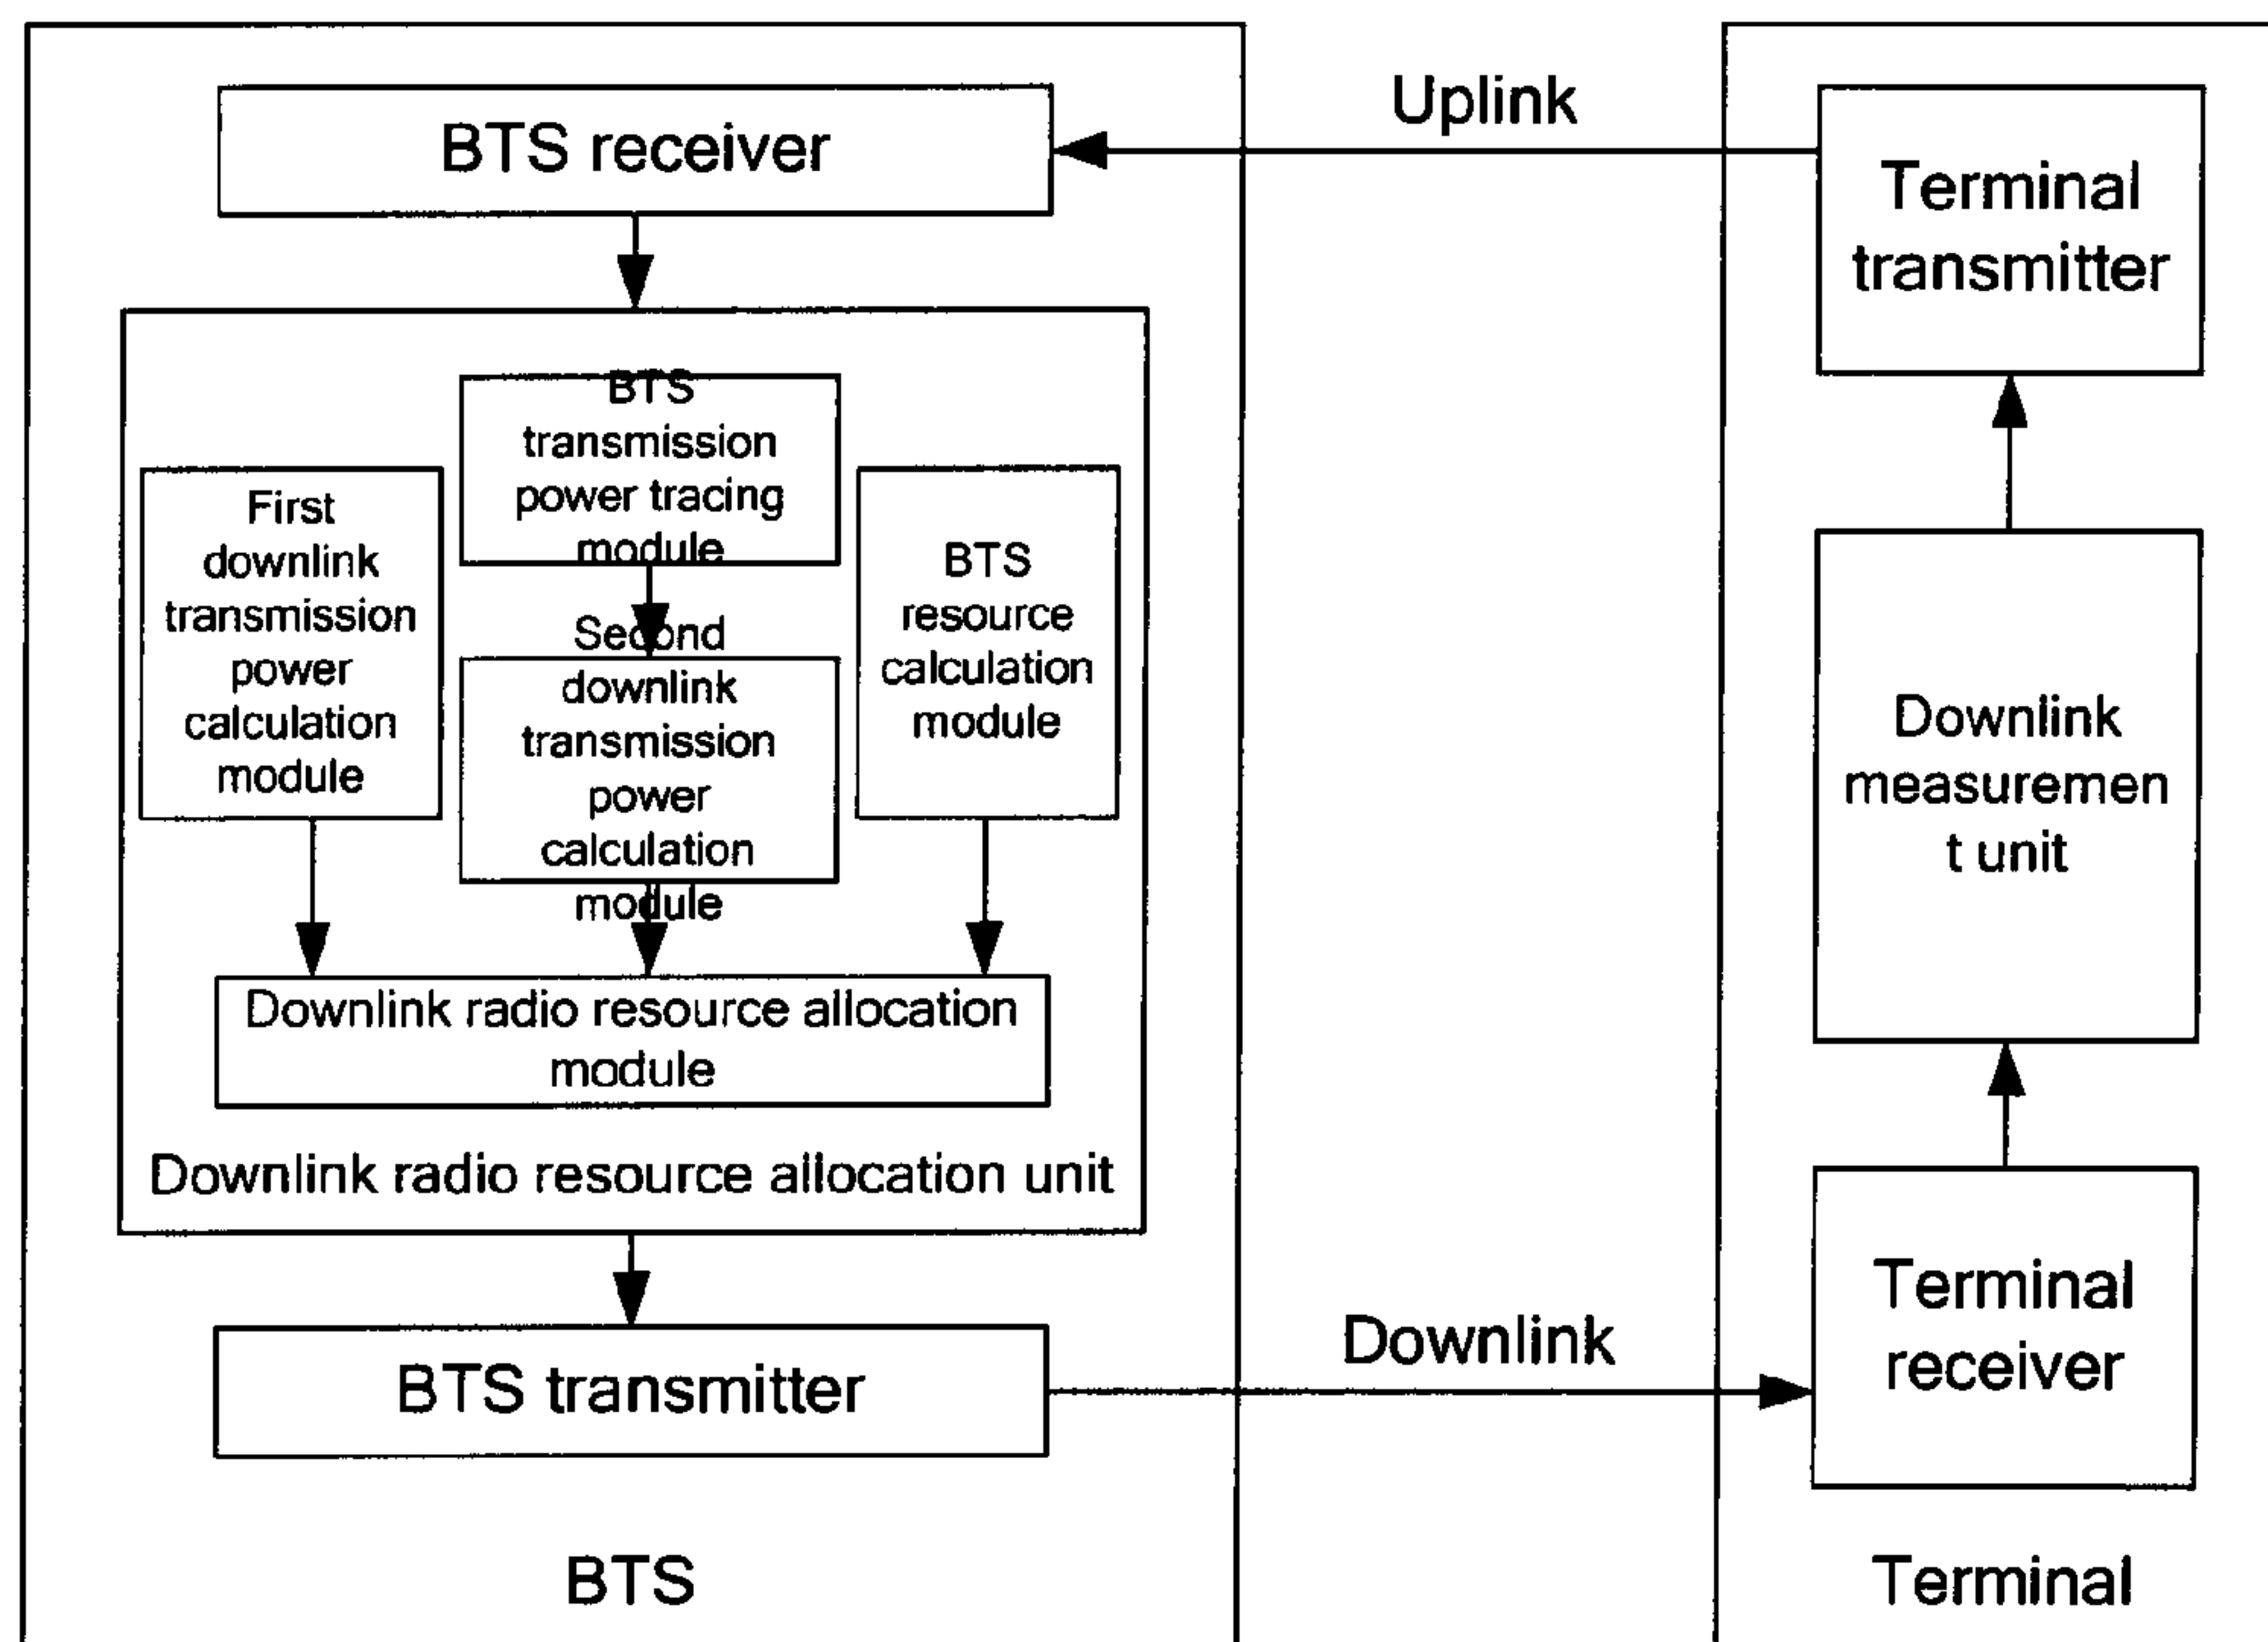 BTS receiver
Uplink
Terminal
transmitter
BTS
transmission
power tracing
module
First
downlink
transmission
power
calculation
module
Second
downlink
transmission
power
calculation
module
BTS
resource
calculation
module
Downlink
measuremen
t unit
Downlink radio resource allocation
module
Downlink radio resource allocation unit
BTS transmitter
Downlink
Terminal
receiver
BTS
Terminal